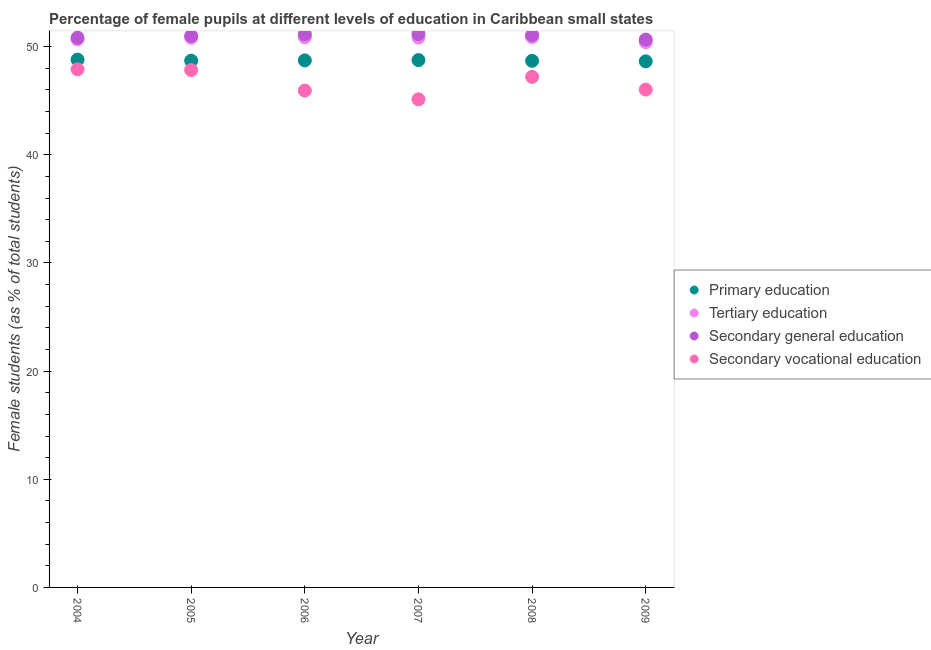 Percentage of female pupils at different levels of education in Caribbean small states
Female students (as % of total students)
50
40
30
20
10
0
2004
2005
2006
2007
2008
2009
Year
Primary education
Tertiary education
Secondary general education
Secondary vocational education